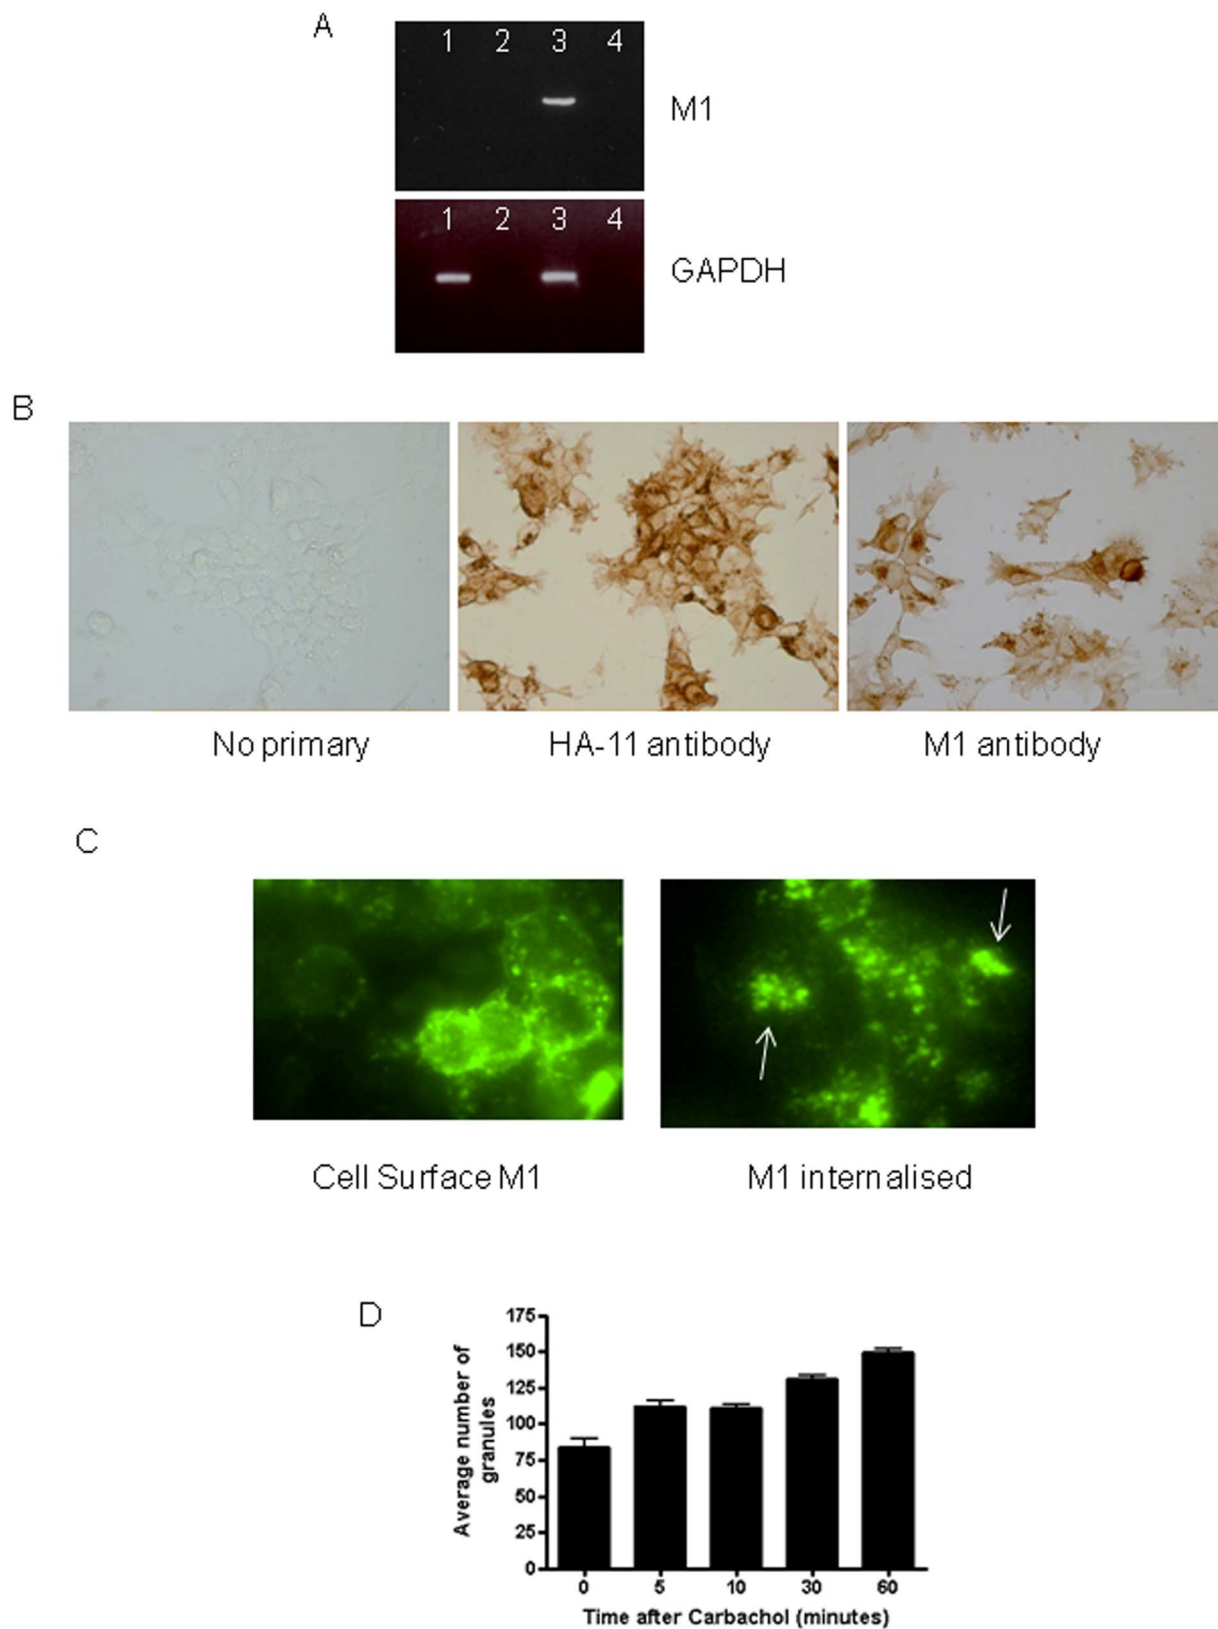 A
1 2 3 4
M1
1 2 3 4
GAPDH
B
No primary
HA-11 antibody
M1 antibody
C
Cell Surface M1
M1 internalised
D
175
150
125
100
75
50
25
0
Average number of
granules
0 5 10 30 60
Time after Carbachol (minutes)